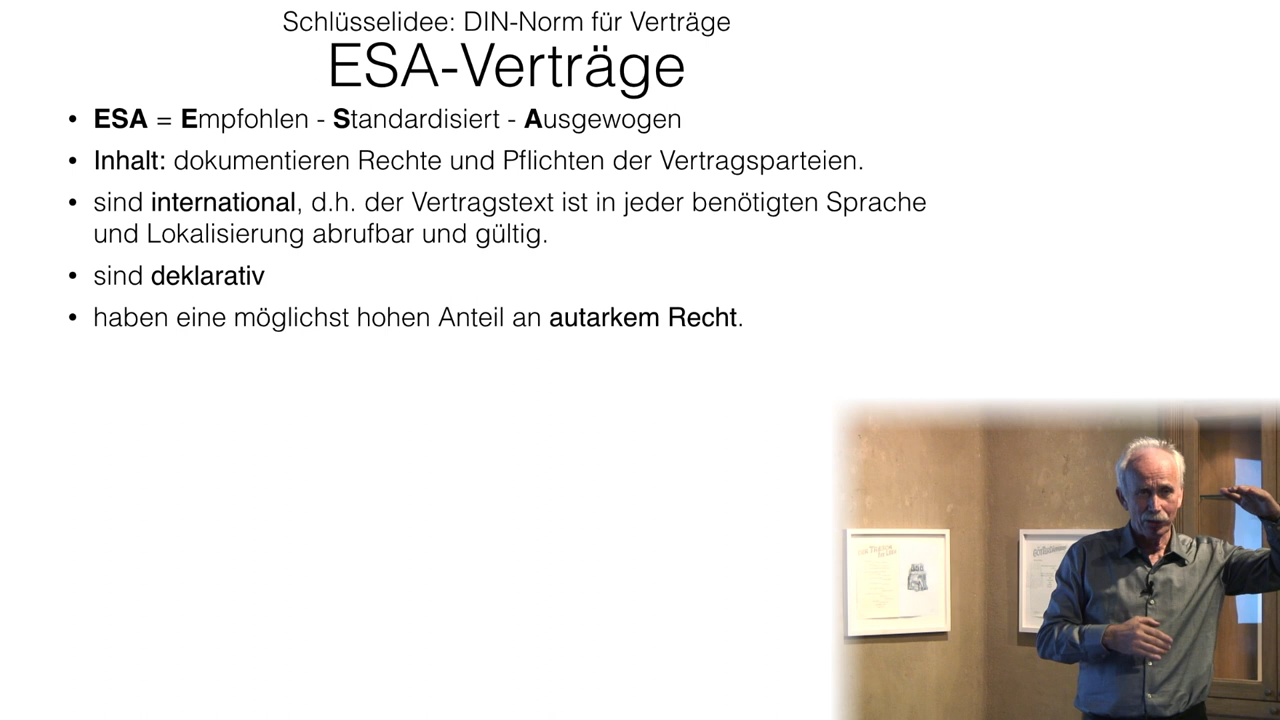 Schlüsselidee: DIN-Norm für Verträge
ESA-Verträge
• ESA = Empfohlen - Standardisiert - Ausgewogen
• Inhalt: dokumentieren Rechte und Pflichten der Vertragsparteien.
• sind international, d.h. der Vertragstext ist in jeder benötigten Sprache
und Lokalisierung abrufbar und gültig.
• sind deklarativ
• haben eine möglichst hohen Anteil an autarkem Recht.